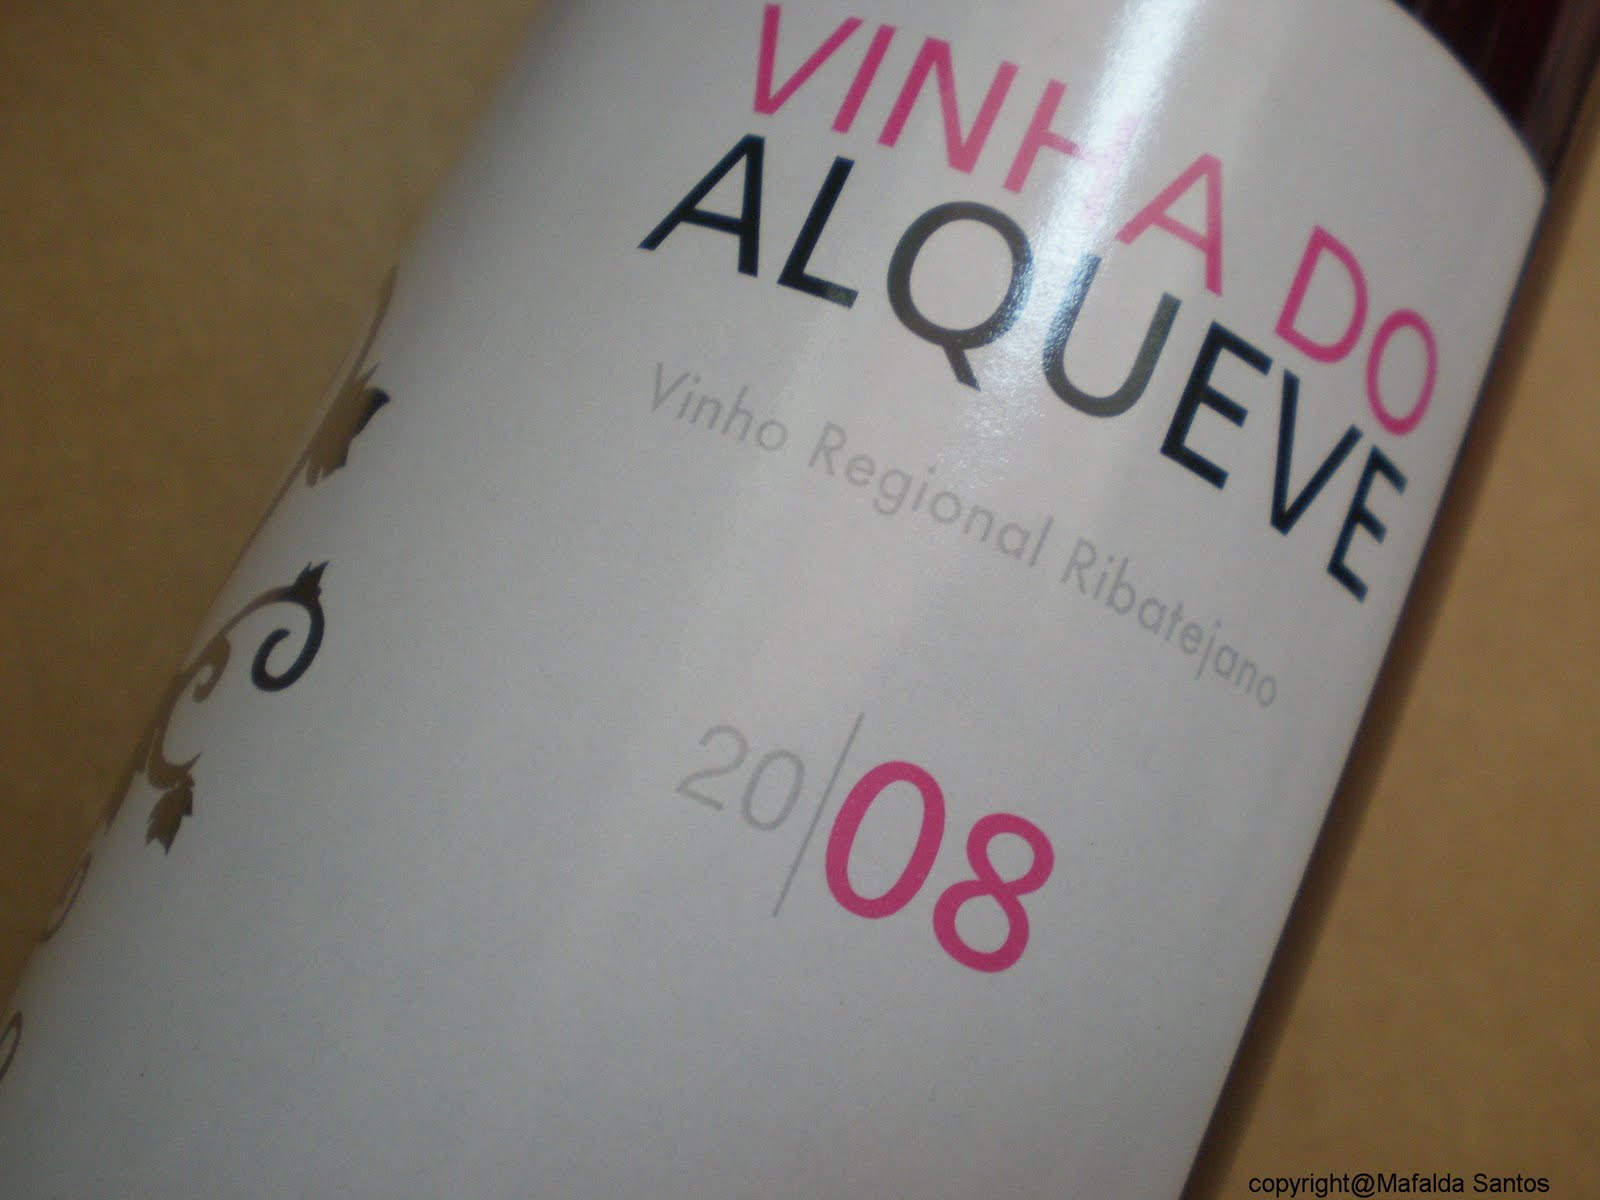 VINHA DO
ALQUEVE
Vinho Regional Ribatejano
20/08
copyright@Mafalda Santos